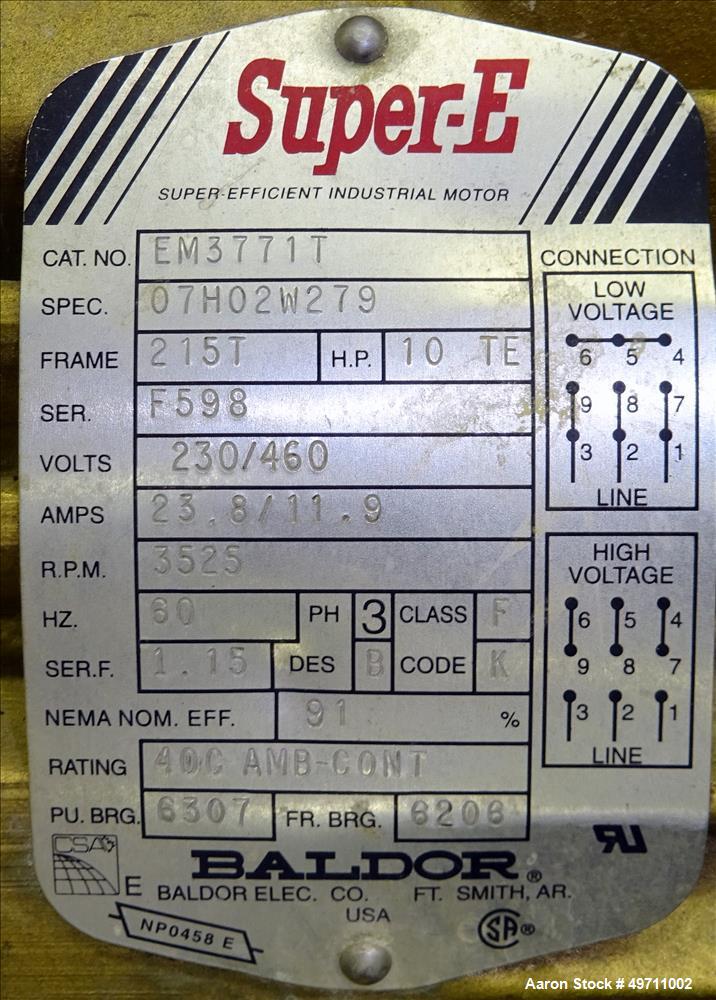 Super-E
SUPER-EFFICIENT INDUSTRIAL MOTOR
CAT. NO. EM3771T
SPEC. 07H02W279
FRAME 215T H.P. 10 TE
SER. F598
VOLTS 230/460
AMPS 23.8/11.9
R.P.M. 3525
HZ. 60 PH 3 CLASS F
SER.F. 1.15 DES B CODE K
NEMA NOM. EFF. 91 %
RATING 40C AMB-CONT
PU. BRG. 6307 FR. BRG. 6206
CONNECTION
LOW
VOLTAGE
6 5 4
9 8 7
3 2 1
LINE
HIGH
VOLTAGE
6 5 4
9 8 7
3 2 1
LINE
CSA
E
BALDOR®
BALDOR ELEC. CO. FT. SMITH, AR.
USA
NP0458 E
SA®
RU
Aaron Stock # 49711002